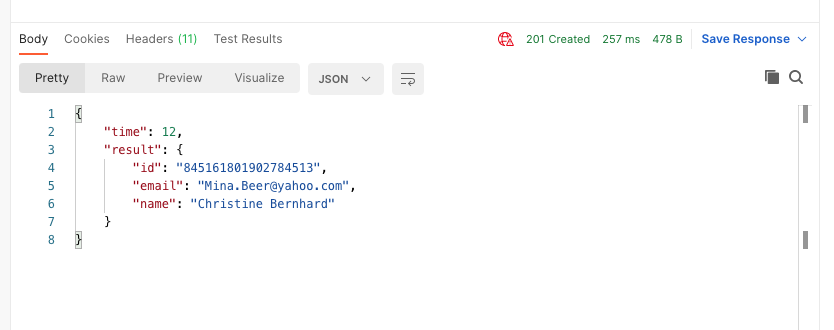 Body Cookies Headers (11) Test Results 201 Created 257 ms 478 B Save Response
Pretty Raw Preview Visualize JSON
1 {
2 "time": 12,
3 "result": {
4 "id": "845161801902784513",
5 "email": "Mina.Beer@yahoo.com",
6 "name": "Christine Bernhard"
7 }
8 }